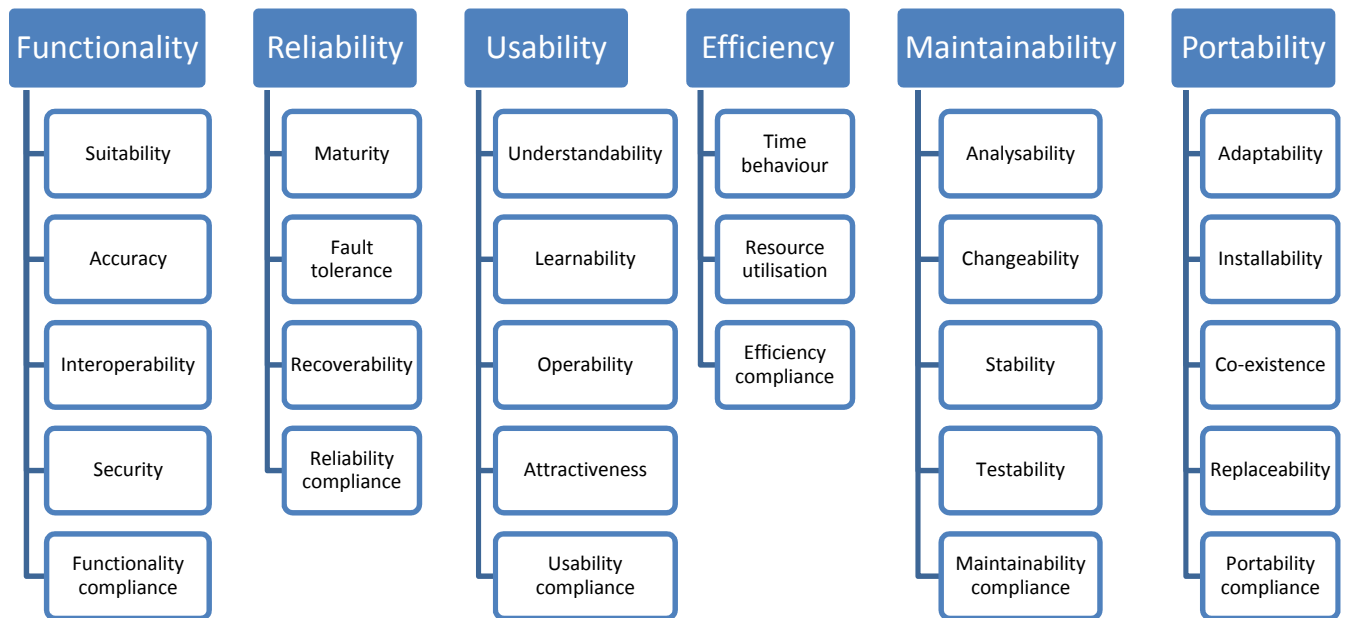 Functionality
Suitability
Accuracy
Interoperability
Security
Functionality
compliance
Reliability
Maturity
Fault
tolerance
Recoverability
Reliability
compliance
Usability
Understandability
Learnability
Operability
Attractiveness
Usability
compliance
Efficiency
Time
behaviour
Resource
utilisation
Efficiency
compliance
Maintainability
Analysability
Changeability
Stability
Testability
Maintainability
compliance
Portability
Adaptability
Installability
Co-existence
Replaceability
Portability
compliance